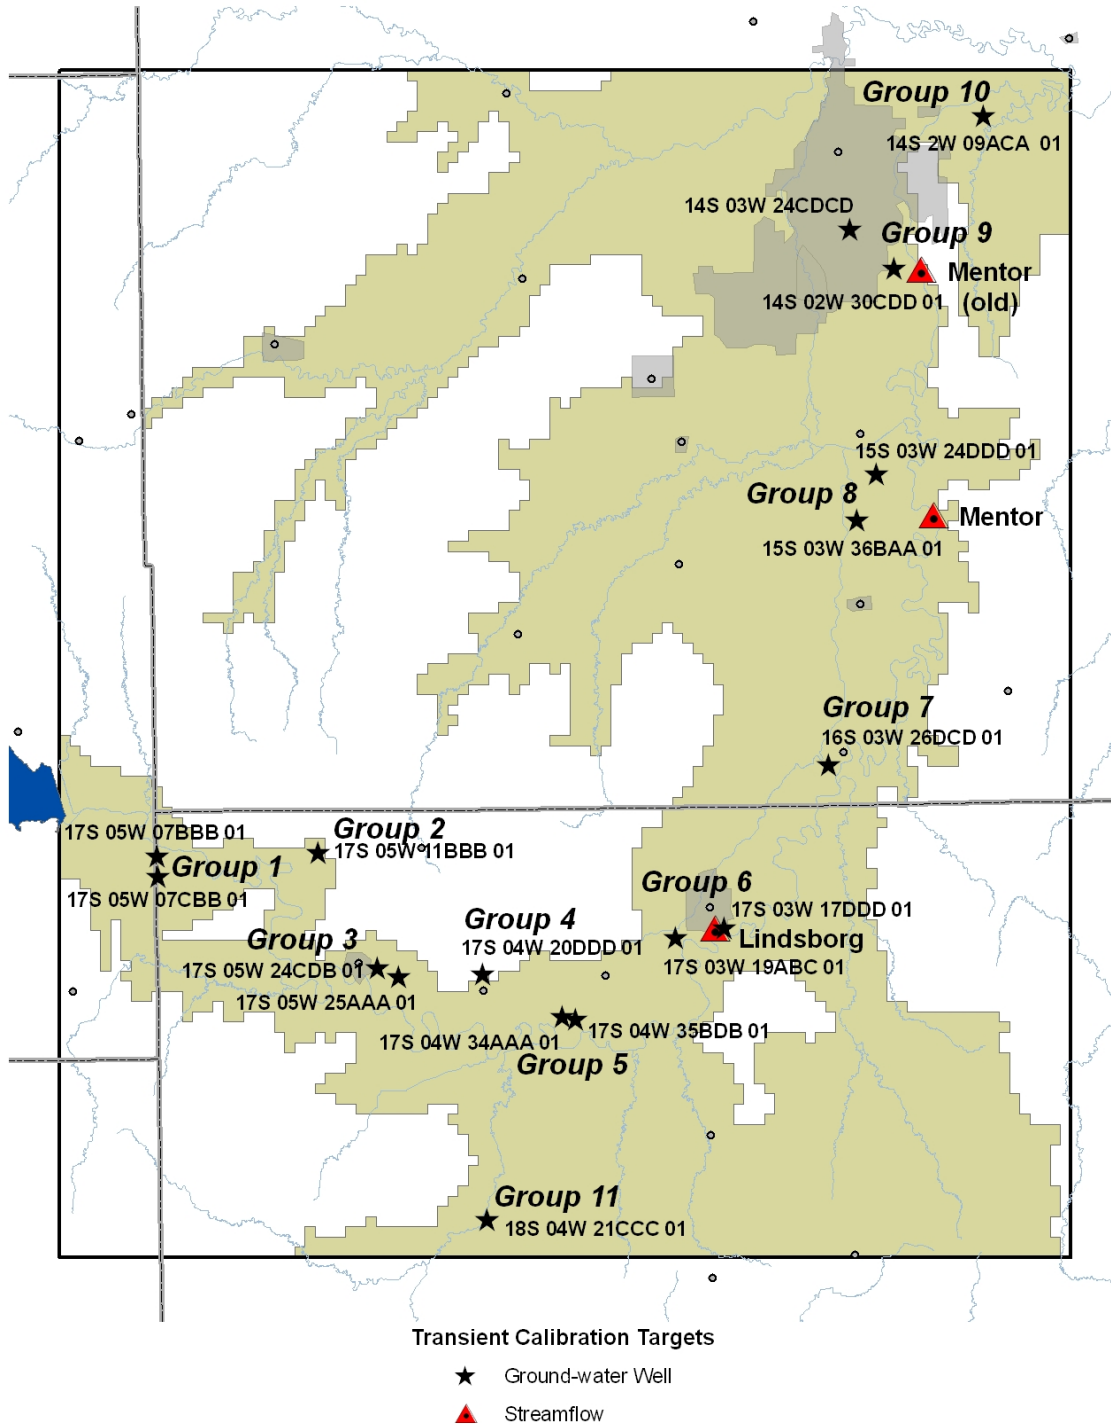 Group 10
14S 2W 09ACA 01
14S 03W 24CDCD
Group 9
Mentor
(old)
14S 02W 30CDD 01
15S 03W 24DDD 01
Group 8
Mentor
15S 03W 36BAA 01
Group 7
16S 03W 26DCD 01
Group 2
17S 05W 07BBB 01
17S 05W 11BBB 01
Group 1
17S 05W 07CBB 01
Group 6
17S 03W 17DDD 01
Group 4
Group 3
Lindsborg
17S 04W 20DDD 01
17S 05W 24CDB 01
17S 03W 19ABC 01
17S 05W 25AAA 01
17S 04W 34AAA 01
17S 04W 35BDB 01
Group 5
Group 11
18S 04W 21CCC 01
Transient Calibration Targets
Ground-water Well
Streamflow